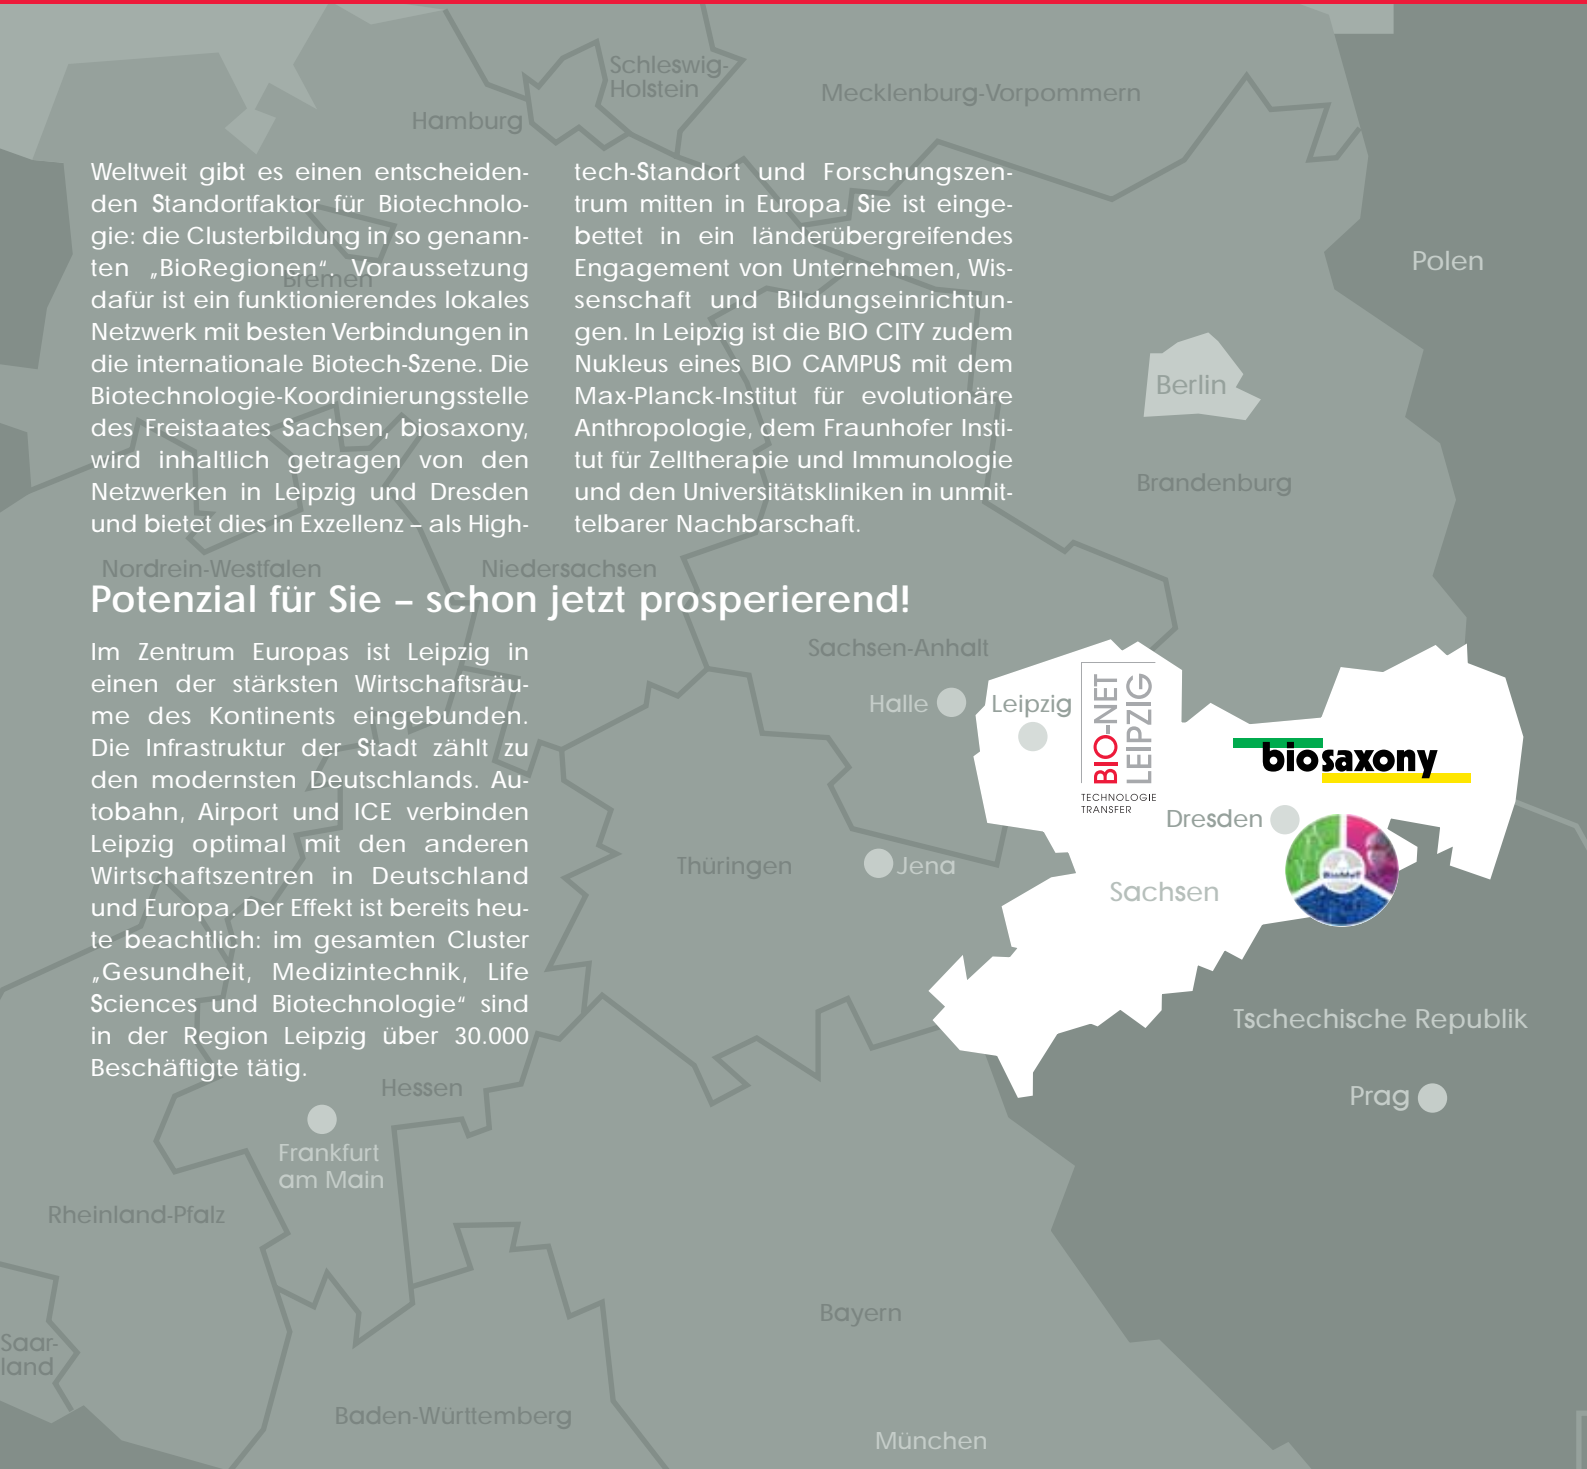 Schleswig-
Holstein
Mecklenburg-Vorpommern
Hamburg
Weltweit gibt es einen entscheiden-
den Standortfaktor für Biotechnolo-
gie: die Clusterbildung in so genann-
ten „BioRegionen“. Voraussetzung
dafür ist ein funktionierendes lokales
Netzwerk mit besten Verbindungen in
die internationale Biotech-Szene. Die
Biotechnologie-Koordinierungsstelle
des Freistaates Sachsen, biosaxony,
wird inhaltlich getragen von den
Netzwerken in Leipzig und Dresden
und bietet dies in Exzellenz – als High-
tech-Standort und Forschungszen-
trum mitten in Europa. Sie ist einge-
bettet in ein länderübergreifendes
Engagement von Unternehmen, Wis-
senschaft und Bildungseinrichtun-
gen. In Leipzig ist die BIO CITY zudem
Nukleus eines BIO CAMPUS mit dem
Max-Planck-Institut für evolutionäre
Anthropologie, dem Fraunhofer Insti-
tut für Zelltherapie und Immunologie
und den Universitätskliniken in unmit-
telbarer Nachbarschaft.
Bremen
Polen
Berlin
Brandenburg
Nordrein-Westfalen
Niedersachsen
Potenzial für Sie – schon jetzt prosperierend!
Im Zentrum Europas ist Leipzig in
einen der stärksten Wirtschaftsräu-
me des Kontinents eingebunden.
Die Infrastruktur der Stadt zählt zu
den modernsten Deutschlands. Au-
tobahn, Airport und ICE verbinden
Leipzig optimal mit den anderen
Wirtschaftszentren in Deutschland
und Europa. Der Effekt ist bereits heu-
te beachtlich: im gesamten Cluster
„Gesundheit, Medizintechnik, Life
Sciences und Biotechnologie“ sind
in der Region Leipzig über 30.000
Beschäftigte tätig.
Sachsen-Anhalt
Halle
Leipzig
BIO-NET
LEIPZIG
TECHNOLOGIE
TRANSFER
biosaxony
Dresden
Thüringen
Jena
Sachsen
Tschechische Republik
Prag
Hessen
Frankfurt
am Main
Rheinland-Pfalz
Bayern
Saar-
land
Baden-Württemberg
München